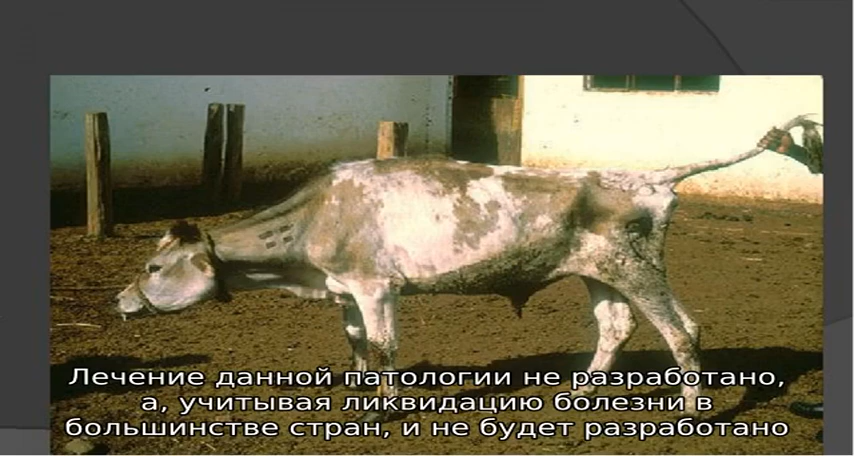 Лечение данной патологии не разработано,
а, учитывая ликвидацию болезни в
большинстве стран, и не будет разработано